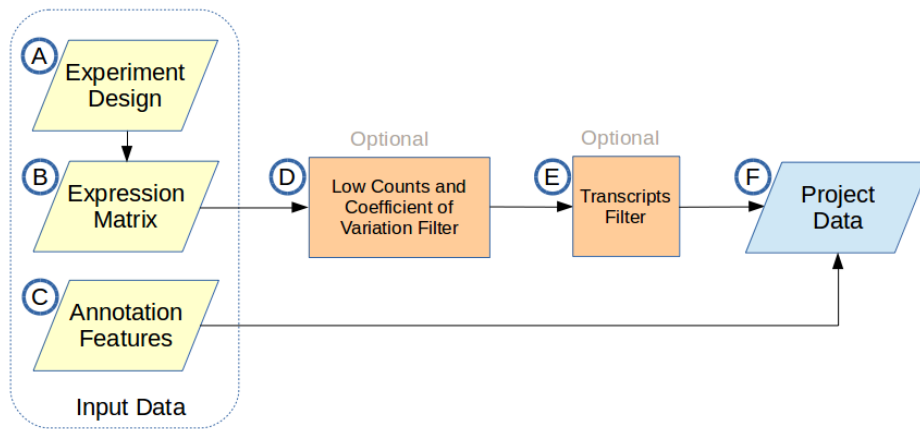 A
Experiment
Design
B
Expression
Matrix
C
Annotation
Features
Input Data
Optional
D
Low Counts and
Coefficient of
Variation Filter
Optional
E
Transcripts
Filter
F
Project
Data